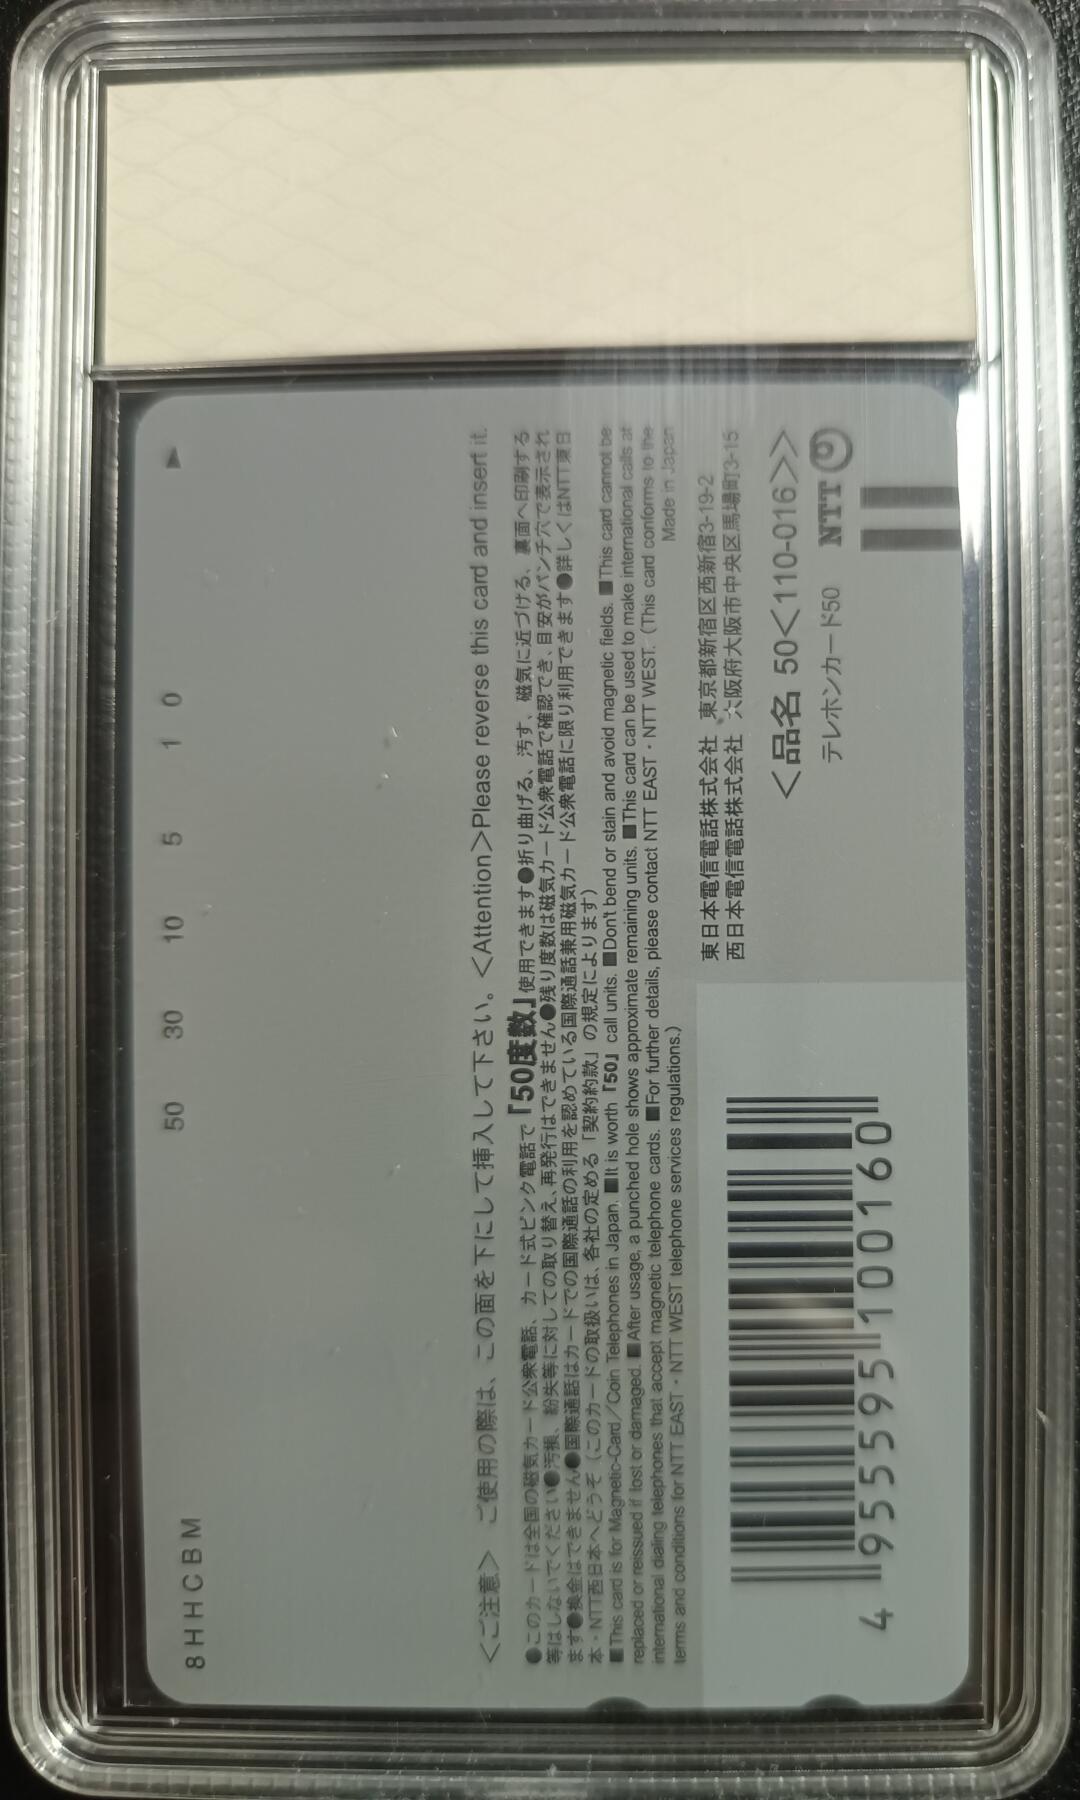 8HHCBM
50 30 10 5 1 0
<ご注意> ご使用の際は、この面を下にして挿入して下さい。<Attention>Please reverse this card and insert it.
●このカードは全国の磁気カード公衆電話、カード式ピンク電話で「50度数」使用できます●折り曲げる、汚す、磁気に近づける、裏面へ印刷する
等はしないでください●汚損、紛失等に対しての取り替え、再発行はできません●残り度数は磁気カード公衆電話で確認でき、目安がパンチ穴で表示され
ます●換金はできません●国際通話はカードでの国際通話の利用を認めている国際通話兼用磁気カード公衆電話に限り利用できます●詳しくはNTT東日
本・NTT西日本へどうぞ（このカードの取扱いは、各社の定める「契約約款」の規定によります）
■This card is for Magnetic-Card/Coin Telephones in Japan. ■It is worth「50」call units. ■Don't bend or stain and avoid magnetic fields. ■This card cannot be
replaced or reissued if lost or damaged. ■After usage, a punched hole shows approximate remaining units. ■This card can be used to make international calls at
international dialing telephones that accept magnetic telephone cards. ■For further details, please contact NTT EAST・NTT WEST. (This card conforms to the
terms and conditions for NTT EAST・NTT WEST telephone services regulations.)
Made in Japan
東日本電信電話株式会社 東京都新宿区西新宿3-19-2
西日本電信電話株式会社 大阪府大阪市中央区馬場町3-15
<品名 50<110-016>>
テレホンカード50 NTT
4 955595 100160